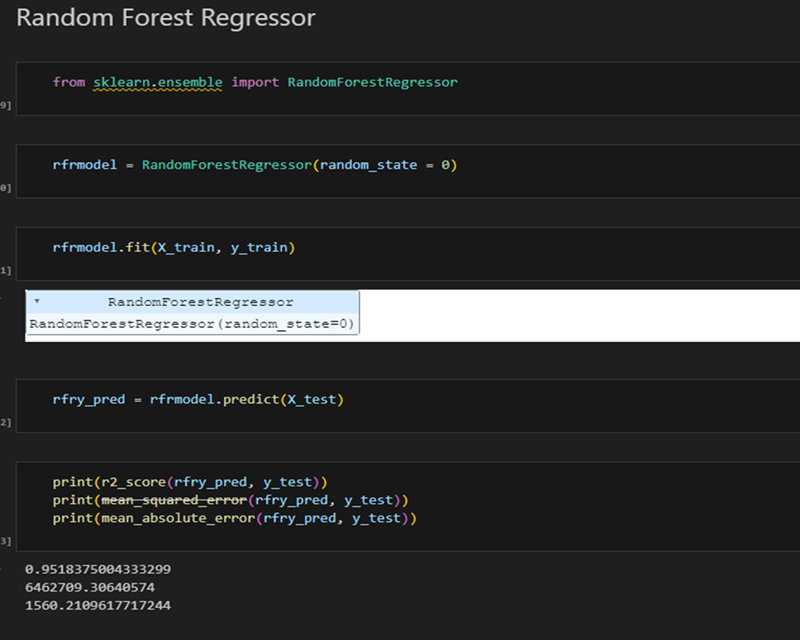 Random Forest Regressor
from sklearn.ensemble import RandomForestRegressor
9]
rfrmodel = RandomForestRegressor(random_state = 0)
0]
rfrmodel.fit(X_train, y_train)
1]
RandomForestRegressor
RandomForestRegressor(random_state=0)
rfry_pred = rfrmodel.predict(X_test)
2]
print(r2_score(rfry_pred, y_test))
print(mean_squared_error(rfry_pred, y_test))
print(mean_absolute_error(rfry_pred, y_test))
3]
0.9518375004333299
6462709.30640574
1560.2109617717244